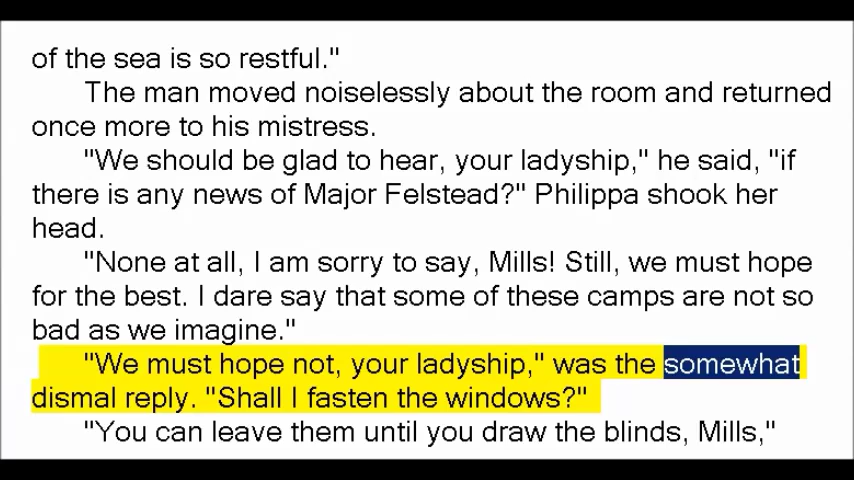 of the sea is so restful."
The man moved noiselessly about the room and returned
once more to his mistress.
"We should be glad to hear, your ladyship," he said, "if
there is any news of Major Felstead?" Philippa shook her
head.
"None at all, I am sorry to say, Mills! Still, we must hope
for the best. I dare say that some of these camps are not so
bad as we imagine."
"We must hope not, your ladyship," was the somewhat
dismal reply. "Shall I fasten the windows?"
"You can leave them until you draw the blinds, Mills,"